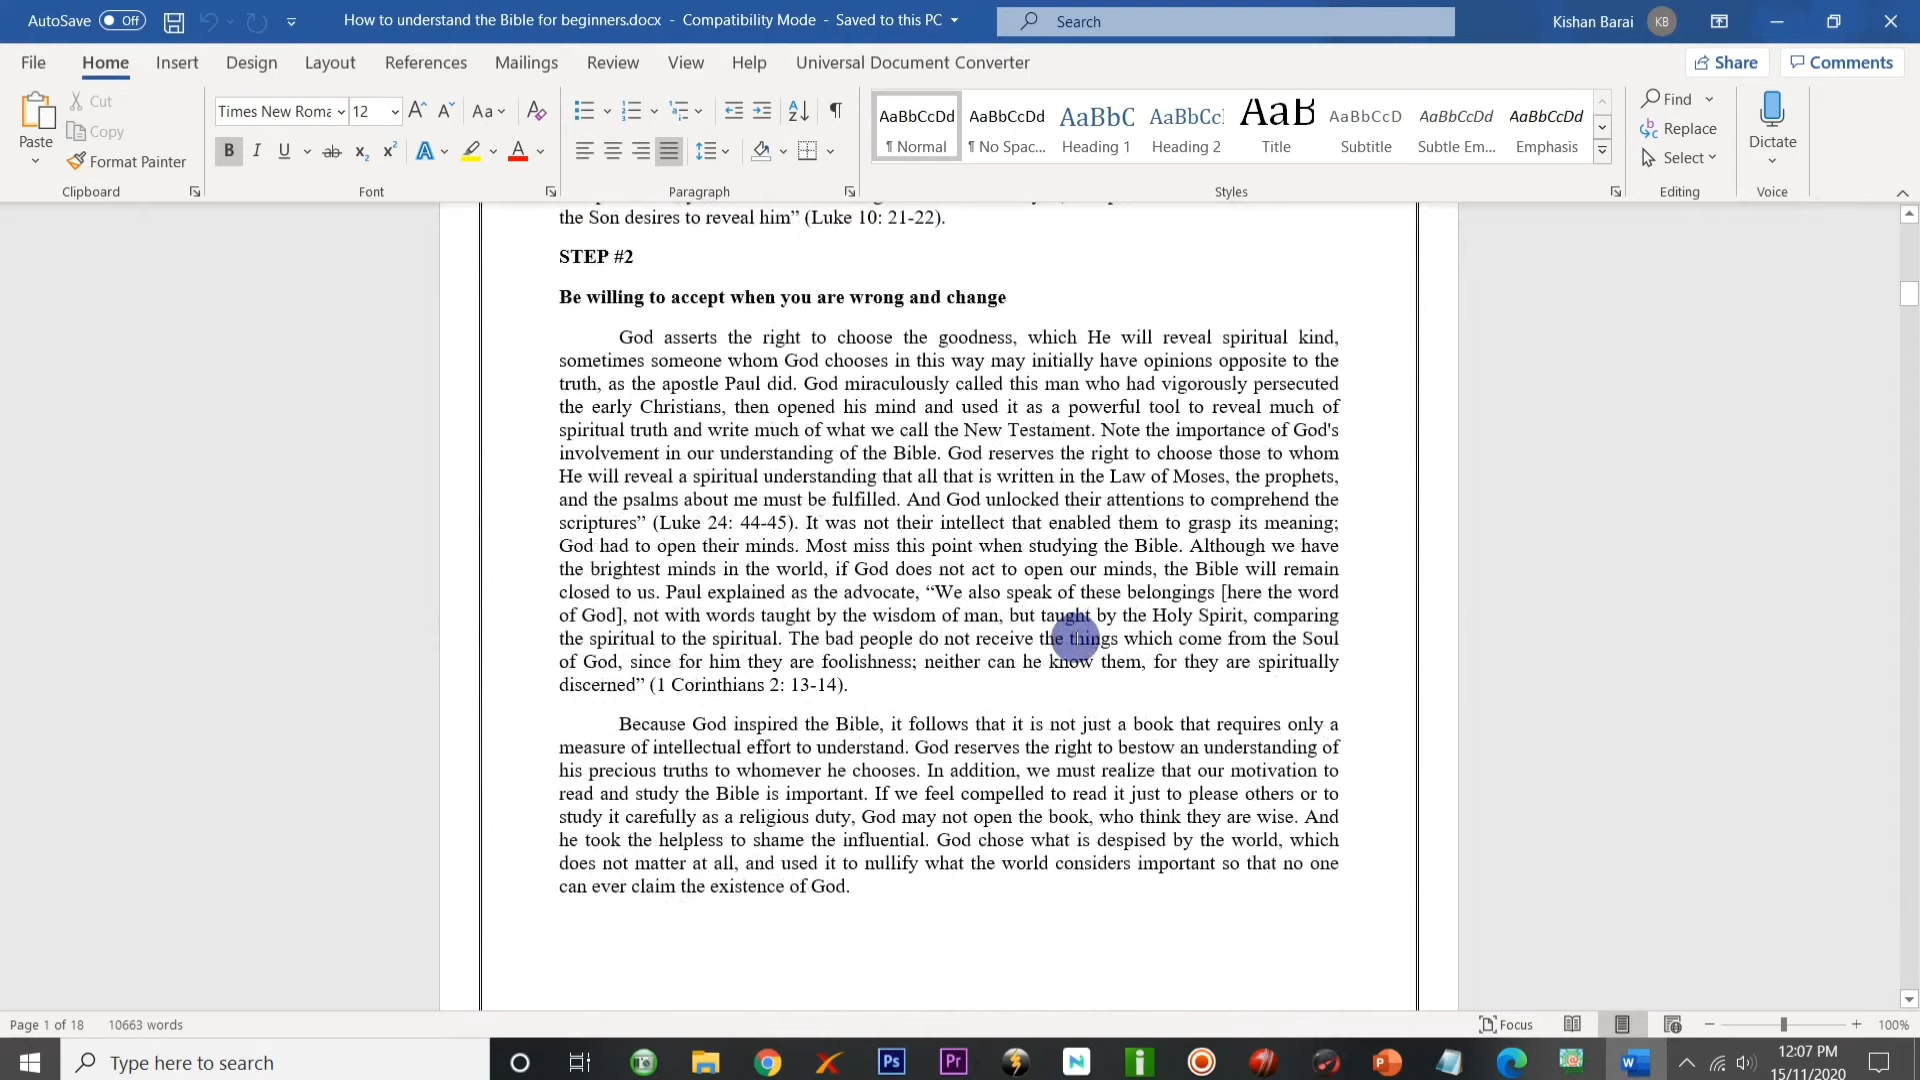 AutoSave Off How to understand the Bible for beginners.docx - Compatibility Mode - Saved to this PC Search Kishan Barai KB
File Home Insert Design Layout References Mailings Review View Help Universal Document Converter Share Comments
Paste Cut Copy Format Painter
Clipboard
Times New Roma 12
Font
Paragraph
AaBbCcDd AaBbCcDd AaBbC AaBbCc AaB AaBbCcD AaBbCcDd AaBbCcDd
¶ Normal ¶ No Spac... Heading 1 Heading 2 Title Subtitle Subtle Em... Emphasis
Styles
Find
Replace
Select
Editing
Dictate
Voice
the Son desires to reveal him” (Luke 10: 21-22).
STEP #2
Be willing to accept when you are wrong and change
God asserts the right to choose the goodness, which He will reveal spiritual kind,
sometimes someone whom God chooses in this way may initially have opinions opposite to the
truth, as the apostle Paul did. God miraculously called this man who had vigorously persecuted
the early Christians, then opened his mind and used it as a powerful tool to reveal much of
spiritual truth and write much of what we call the New Testament. Note the importance of God's
involvement in our understanding of the Bible. God reserves the right to choose those to whom
He will reveal a spiritual understanding that all that is written in the Law of Moses, the prophets,
and the psalms about me must be fulfilled. And God unlocked their attentions to comprehend the
scriptures” (Luke 24: 44-45). It was not their intellect that enabled them to grasp its meaning;
God had to open their minds. Most miss this point when studying the Bible. Although we have
the brightest minds in the world, if God does not act to open our minds, the Bible will remain
closed to us. Paul explained as the advocate, “We also speak of these belongings [here the word
of God], not with words taught by the wisdom of man, but taught by the Holy Spirit, comparing
the spiritual to the spiritual. The bad people do not receive the things which come from the Soul
of God, since for him they are foolishness; neither can he know them, for they are spiritually
discerned” (1 Corinthians 2: 13-14).
Because God inspired the Bible, it follows that it is not just a book that requires only a
measure of intellectual effort to understand. God reserves the right to bestow an understanding of
his precious truths to whomever he chooses. In addition, we must realize that our motivation to
read and study the Bible is important. If we feel compelled to read it just to please others or to
study it carefully as a religious duty, God may not open the book, who think they are wise. And
he took the helpless to shame the influential. God chose what is despised by the world, which
does not matter at all, and used it to nullify what the world considers important so that no one
can ever claim the existence of God.
Page 1 of 18 10663 words Focus 100%
Type here to search 12:07 PM
15/11/2020